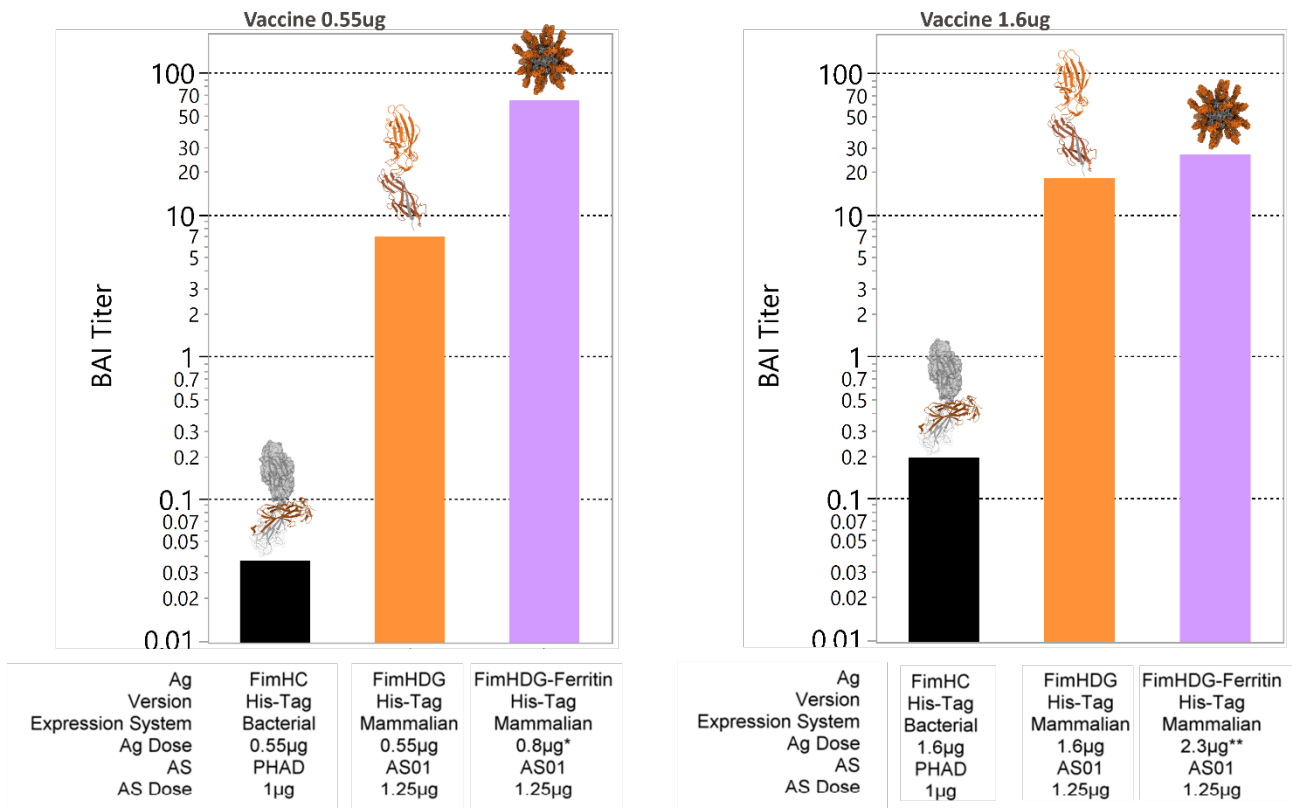 Vaccine 0.55ug
BAI Titer
100
70
50
30
20
10
7
5
3
2
1
0.7
0.5
0.3
0.2
0.1
0.07
0.05
0.03
0.02
0.01
Ag FimHC FimHDG FimHDG-Ferritin
Version His-Tag His-Tag His-Tag
Expression System Bacterial Mammalian Mammalian
Ag Dose 0.55µg 0.55µg 0.8µg*
AS PHAD AS01 AS01
AS Dose 1µg 1.25µg 1.25µg
Vaccine 1.6ug
BAI Titer
100
70
50
30
20
10
7
5
3
2
1
0.7
0.5
0.3
0.2
0.1
0.07
0.05
0.03
0.02
0.01
Ag FimHC FimHDG FimHDG-Ferritin
Version His-Tag His-Tag His-Tag
Expression System Bacterial Mammalian Mammalian
Ag Dose 1.6µg 1.6µg 2.3µg**
AS PHAD AS01 AS01
AS Dose 1µg 1.25µg 1.25µg